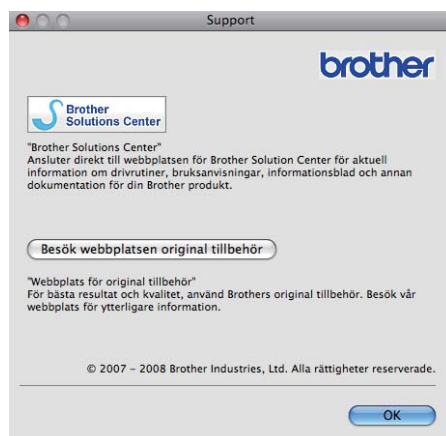 Support
brother
Brother
Solutions Center
"Brother Solutions Center"
Ansluter direkt till webbplatsen för Brother Solution Center för aktuell
information om drivrutiner, bruksanvisningar, informationsblad och annan
dokumentation för din Brother produkt.
Besök webbplatsen original tillbehör
"Webbplats för original tillbehör"
För bästa resultat och kvalitet, använd Brothers original tillbehör. Besök vår
webbplats för ytterligare information.
© 2007 – 2008 Brother Industries, Ltd. Alla rättigheter reserverade.
OK